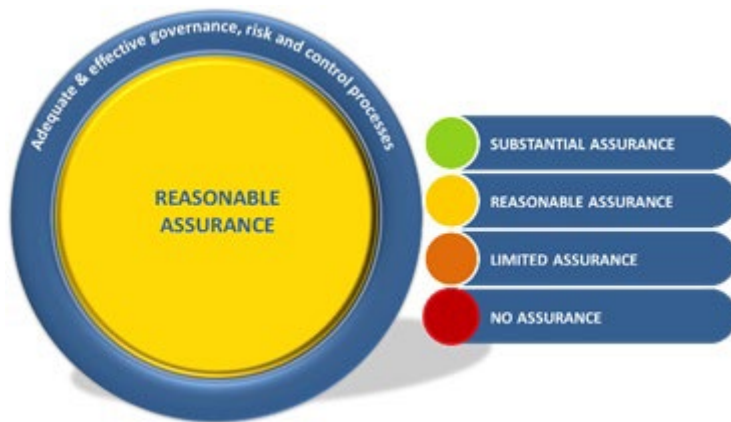 Adequate & effective governance, risk and control processes
REASONABLE
ASSURANCE
SUBSTANTIAL ASSURANCE
REASONABLE ASSURANCE
LIMITED ASSURANCE
NO ASSURANCE